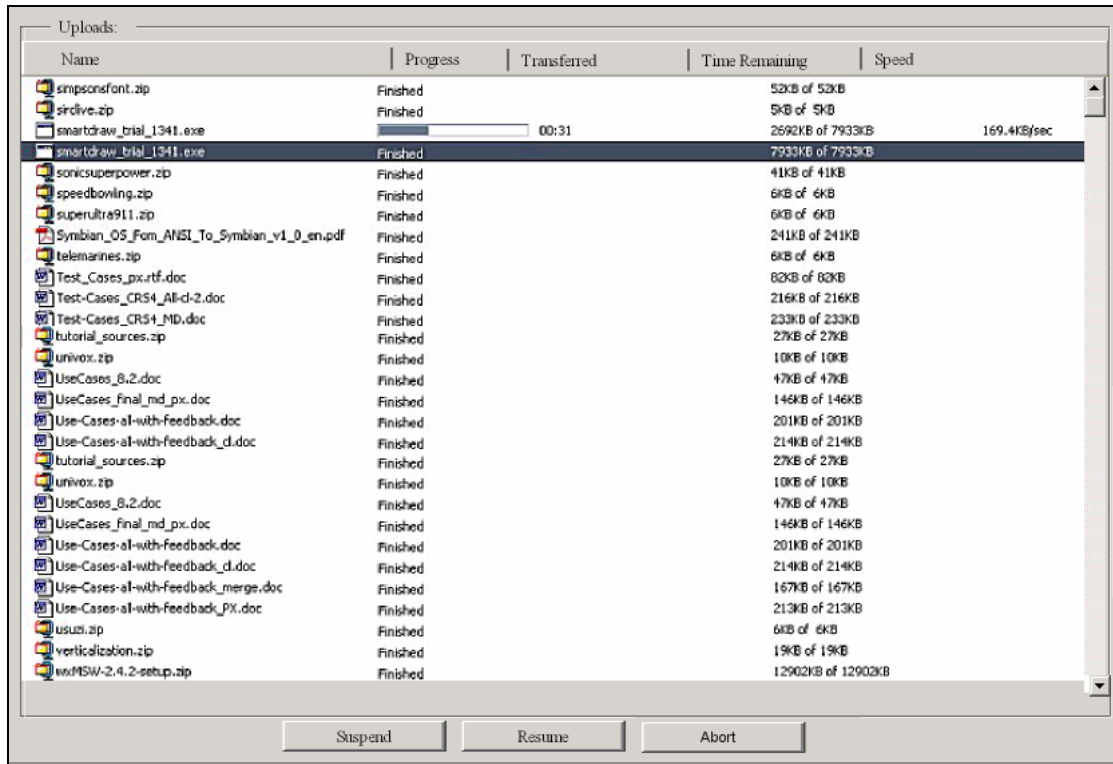 Uploads:
Name Progress Transferred Time Remaining Speed
simpsonsfont.zip Finished 52KB of 52KB
sirclive.zip Finished 5KB of 5KB
smartdraw_trial_1341.exe 00:31 2692KB of 7933KB 169.4KB/sec
smartdraw_trial_1341.exe Finished 7933KB of 7933KB
sonicsuperpower.zip Finished 41KB of 41KB
speedbowling.zip Finished 6KB of 6KB
superultra911.zip Finished 6KB of 6KB
Symbian_OS_Fom_ANSI_To_Symbian_v1_0_en.pdf Finished 241KB of 241KB
telemarines.zip Finished 6KB of 6KB
Test_Cases_px.rtf.doc Finished 82KB of 82KB
Test-Cases_CRS4_All-cl-2.doc Finished 216KB of 216KB
Test-Cases_CRS4_MD.doc Finished 233KB of 233KB
tutorial_sources.zip Finished 27KB of 27KB
univox.zip Finished 10KB of 10KB
UseCases_8.2.doc Finished 47KB of 47KB
UseCases_final_md_px.doc Finished 146KB of 146KB
Use-Cases-all-with-feedback.doc Finished 201KB of 201KB
Use-Cases-all-with-feedback_cl.doc Finished 214KB of 214KB
tutorial_sources.zip Finished 27KB of 27KB
univox.zip Finished 10KB of 10KB
UseCases_8.2.doc Finished 47KB of 47KB
UseCases_final_md_px.doc Finished 146KB of 146KB
Use-Cases-all-with-feedback.doc Finished 201KB of 201KB
Use-Cases-all-with-feedback_cl.doc Finished 214KB of 214KB
Use-Cases-all-with-feedback_merge.doc Finished 167KB of 167KB
Use-Cases-all-with-feedback_PX.doc Finished 213KB of 213KB
usuzi.zip Finished 6KB of 6KB
verticalization.zip Finished 19KB of 19KB
wxMSW-2.4.2-setup.zip Finished 12902KB of 12902KB
Suspend Resume Abort